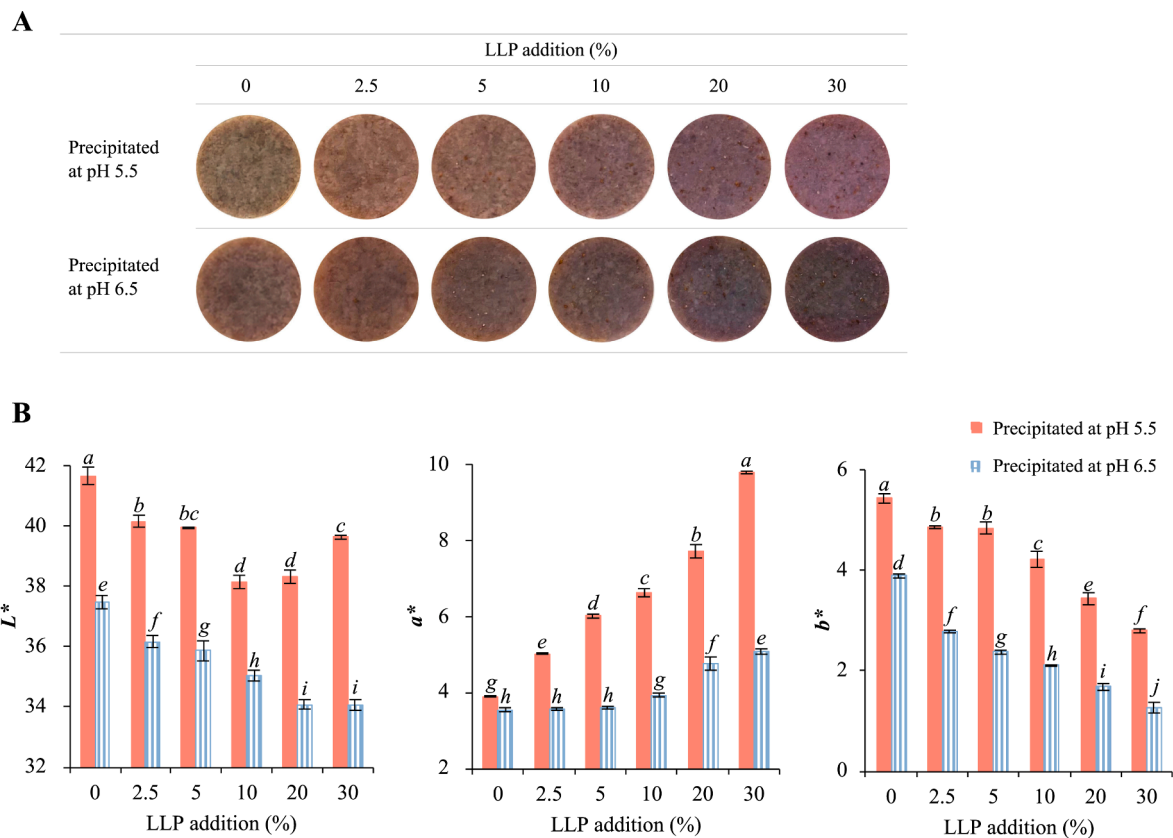 A
LLP addition (%)
0 2.5 5 10 20 30
Precipitated
at pH 5.5
Precipitated
at pH 6.5
B
Precipitated at pH 5.5
Precipitated at pH 6.5
42
40
38
36
34
32
L*
a
b
bc
d
d
c
e
f
g
h
i
i
0 2.5 5 10 20 30
LLP addition (%)
10
8
6
4
2
a*
g
h
e
h
d
h
c
g
b
f
a
e
0 2.5 5 10 20 30
LLP addition (%)
6
4
2
0
b*
a
d
b
f
b
g
c
h
e
i
f
j
0 2.5 5 10 20 30
LLP addition (%)